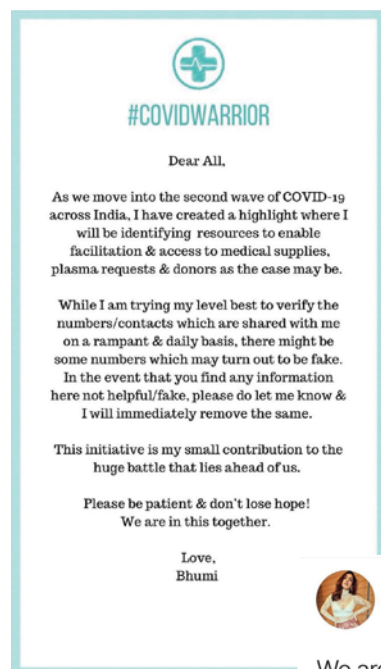 #COVIDWARRIOR
Dear All,
As we move into the second wave of COVID-19
across India, I have created a highlight where I
will be identifying resources to enable
facilitation & access to medical supplies,
plasma requests & donors as the case may be.
While I am trying my level best to verify the
numbers/contacts which are shared with me
on a rampant & daily basis, there might be
some numbers which may turn out to be fake.
In the event that you find any information
here not helpful/fake, please do let me know &
I will immediately remove the same.
This initiative is my small contribution to the
huge battle that lies ahead of us.
Please be patient & don't lose hope!
We are in this together.
Love,
Bhumi
We are